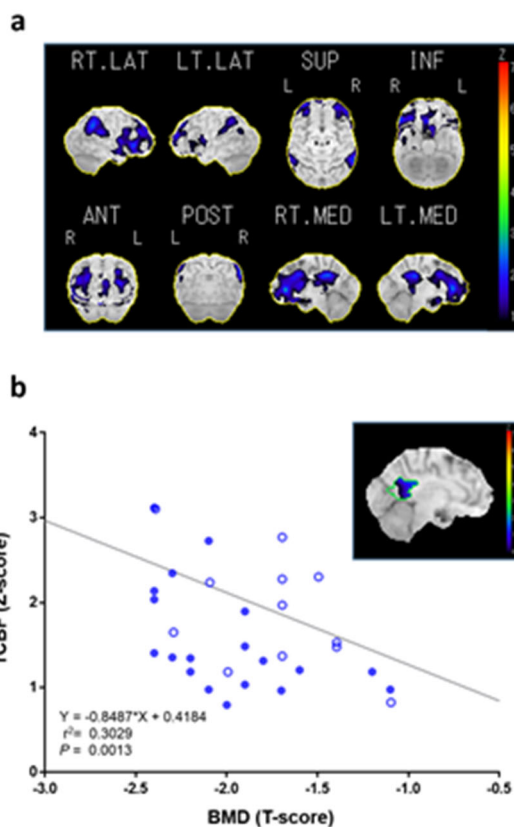 a
RT.LAT LT.LAT SUP INF
L R R L
Z
ANT POST RT.MED LT.MED
R L L R
b
4
3
2
1
0
rCBF (Z-score)
Y = -0.8487*X + 0.4184
r²= 0.3029
P = 0.0013
-3.0 -2.5 -2.0 -1.5 -1.0 -0.5
BMD (T-score)